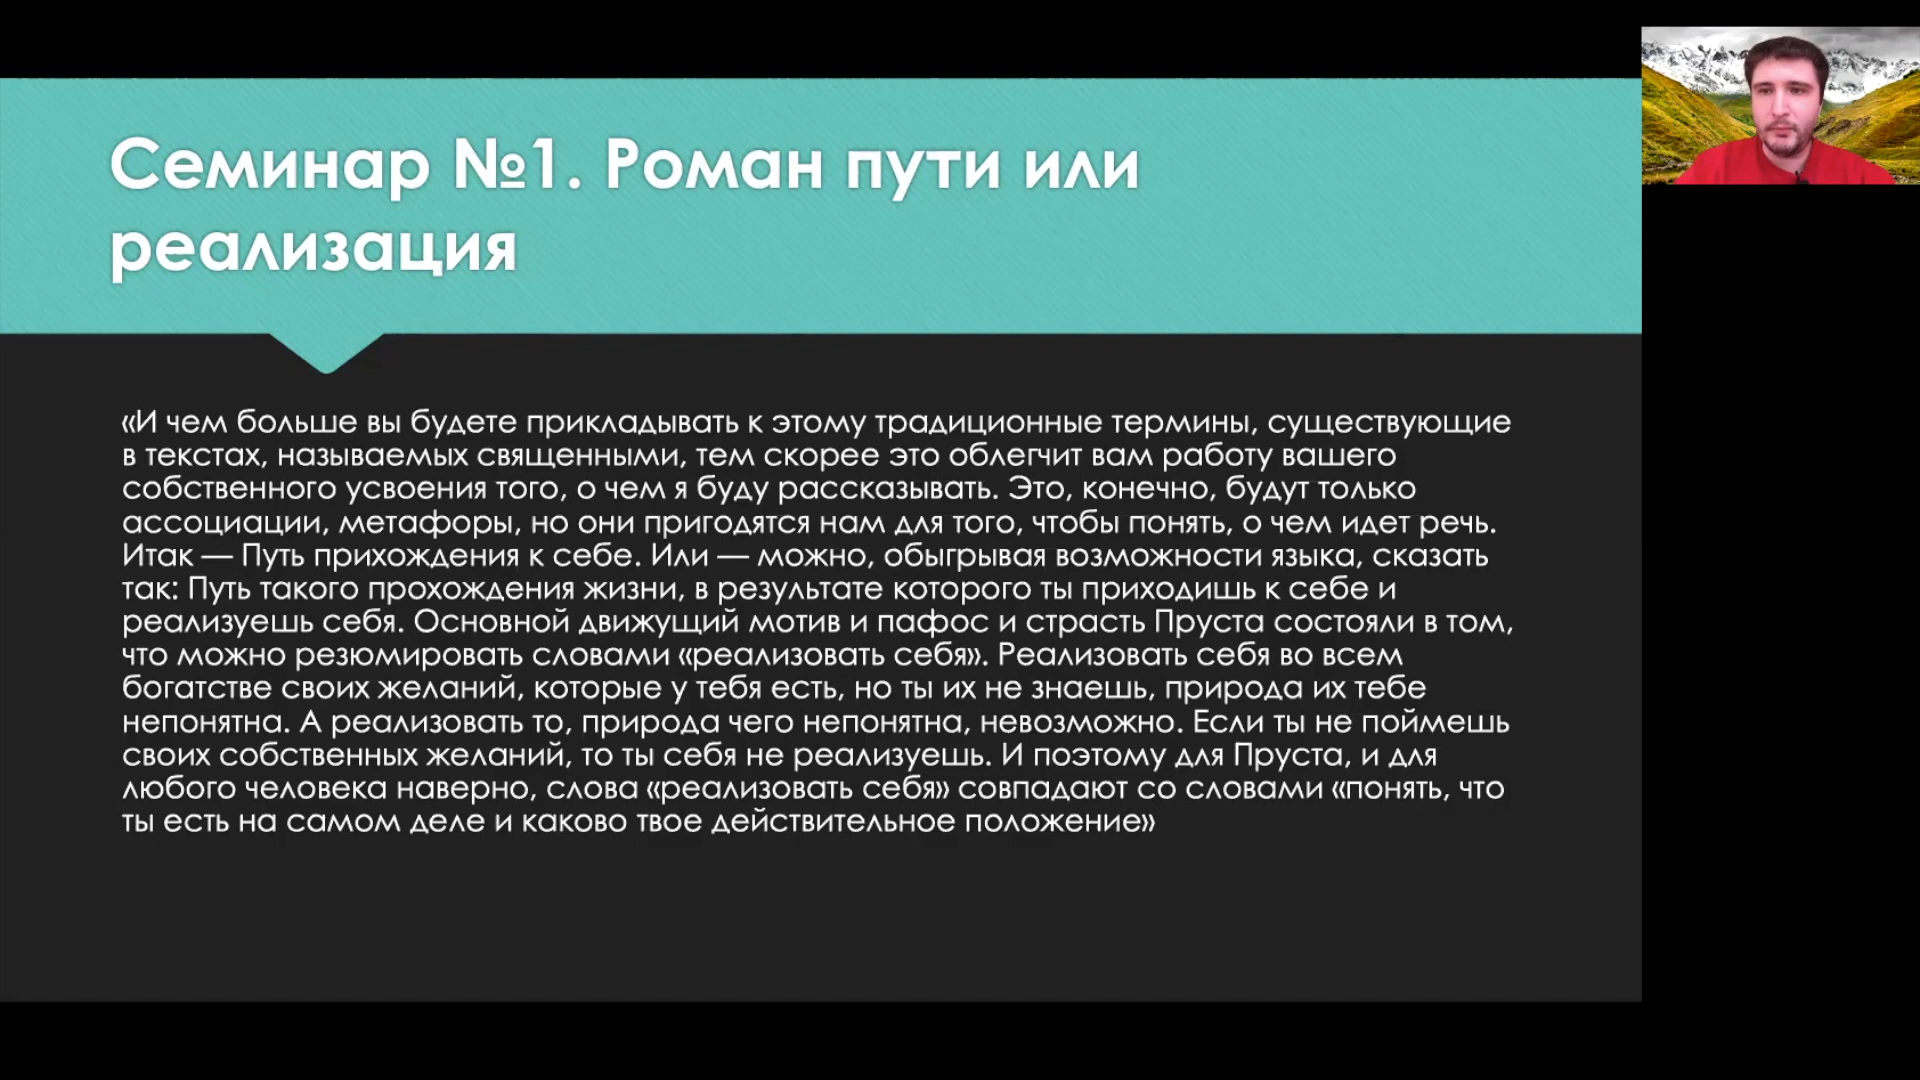 Семинар №1. Роман пути или
реализация
«И чем больше вы будете прикладывать к этому традиционные термины, существующие
в текстах, называемых священными, тем скорее это облегчит вам работу вашего
собственного усвоения того, о чем я буду рассказывать. Это, конечно, будут только
ассоциации, метафоры, но они пригодятся нам для того, чтобы понять, о чем идет речь.
Итак — Путь прихождения к себе. Или — можно, обыгрывая возможности языка, сказать
так: Путь такого прохождения жизни, в результате которого ты приходишь к себе и
реализуешь себя. Основной движущий мотив и пафос и страсть Пруста состояли в том,
что можно резюмировать словами «реализовать себя». Реализовать себя во всем
богатстве своих желаний, которые у тебя есть, но ты их не знаешь, природа их тебе
непонятна. А реализовать то, природа чего непонятна, невозможно. Если ты не поймешь
своих собственных желаний, то ты себя не реализуешь. И поэтому для Пруста, и для
любого человека наверно, слова «реализовать себя» совпадают со словами «понять, что
ты есть на самом деле и каково твое действительное положение»